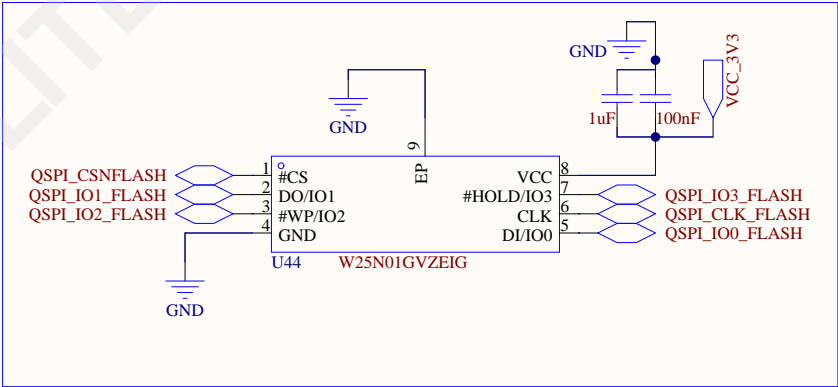 GND
VCC_3V3
1uF
100nF
GND
9
EP
QSPI_CSNFLASH
1
#CS
VCC
8
QSPI_IO1_FLASH
2
DO/IO1
#HOLD/IO3
7
QSPI_IO3_FLASH
QSPI_IO2_FLASH
3
#WP/IO2
CLK
6
QSPI_CLK_FLASH
4
GND
DI/IO0
5
QSPI_IO0_FLASH
U44
W25N01GVZEIG
GND